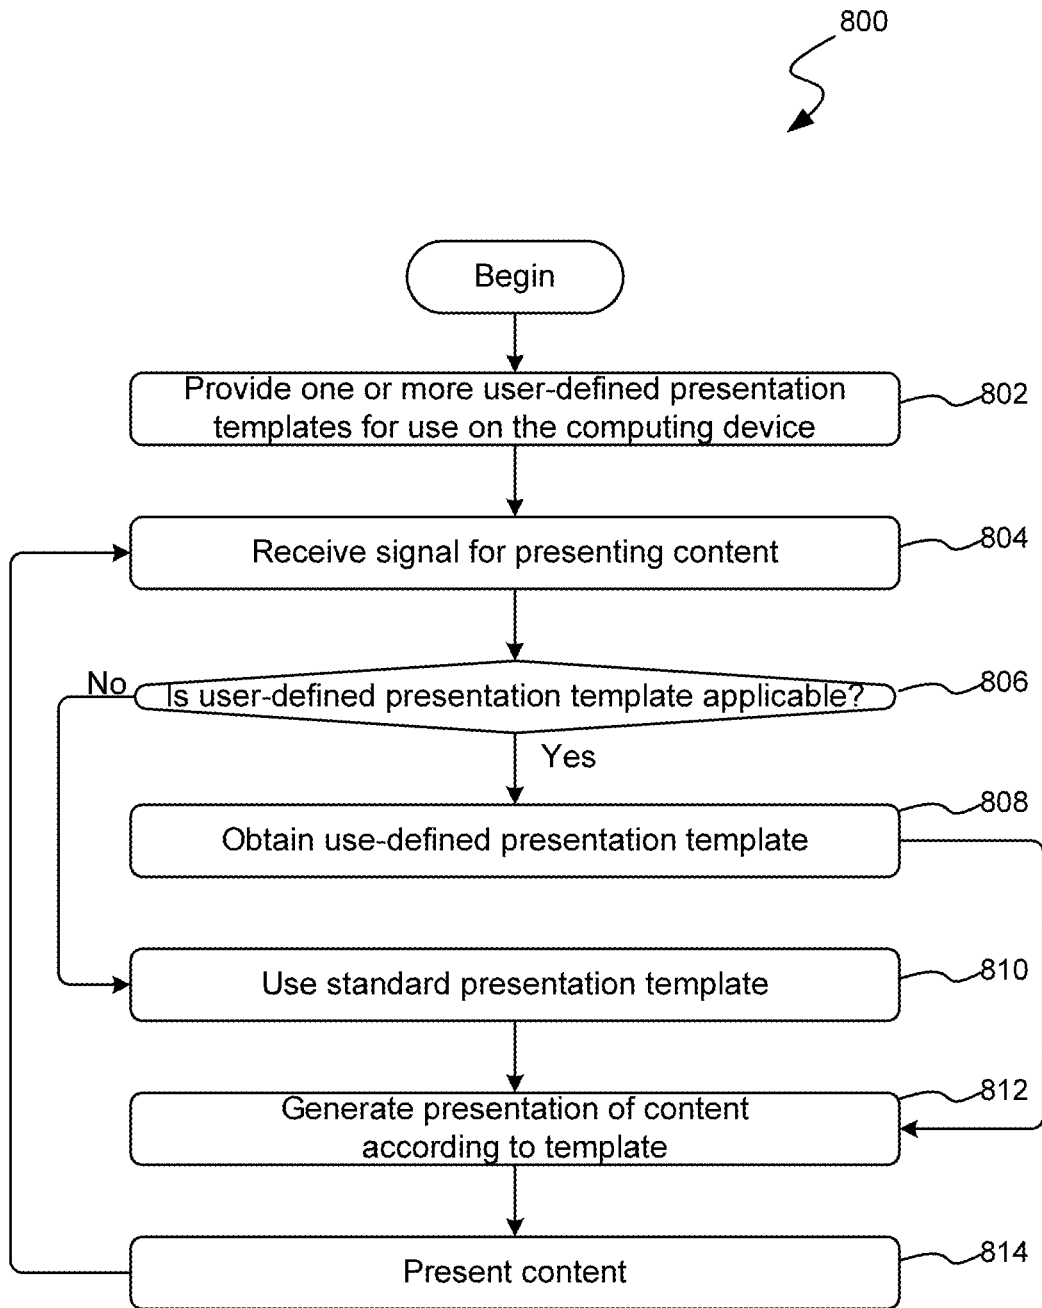 800
Begin
Provide one or more user-defined presentation
templates for use on the computing device
802
Receive signal for presenting content
804
No
Is user-defined presentation template applicable?
806
Yes
808
Obtain use-defined presentation template
Use standard presentation template
810
812
Generate presentation of content
according to template
Present content
814